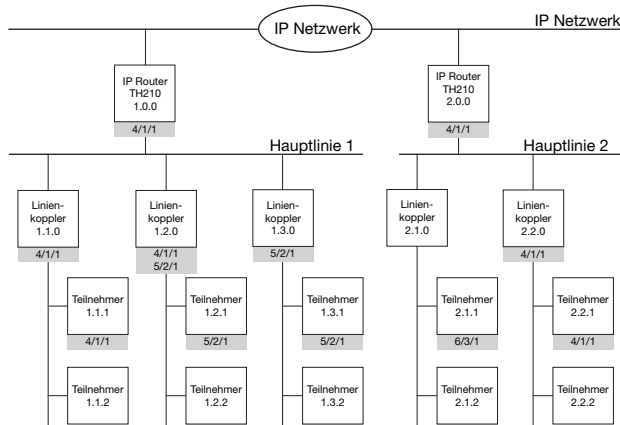 IP Netzwerk
IP Netzwerk
IP Router
TH210
1.0.0
4/1/1
IP Router
TH210
2.0.0
4/1/1
Hauptlinie 1
Hauptlinie 2
Linien-
koppler
1.1.0
4/1/1
Linien-
koppler
1.2.0
4/1/1
5/2/1
Linien-
koppler
1.3.0
5/2/1
Linien-
koppler
2.1.0
Linien-
koppler
2.2.0
4/1/1
Teilnehmer
1.1.1
4/1/1
Teilnehmer
1.2.1
5/2/1
Teilnehmer
1.3.1
5/2/1
Teilnehmer
2.1.1
6/3/1
Teilnehmer
2.2.1
4/1/1
Teilnehmer
1.1.2
Teilnehmer
1.2.2
Teilnehmer
1.3.2
Teilnehmer
2.1.2
Teilnehmer
2.2.2